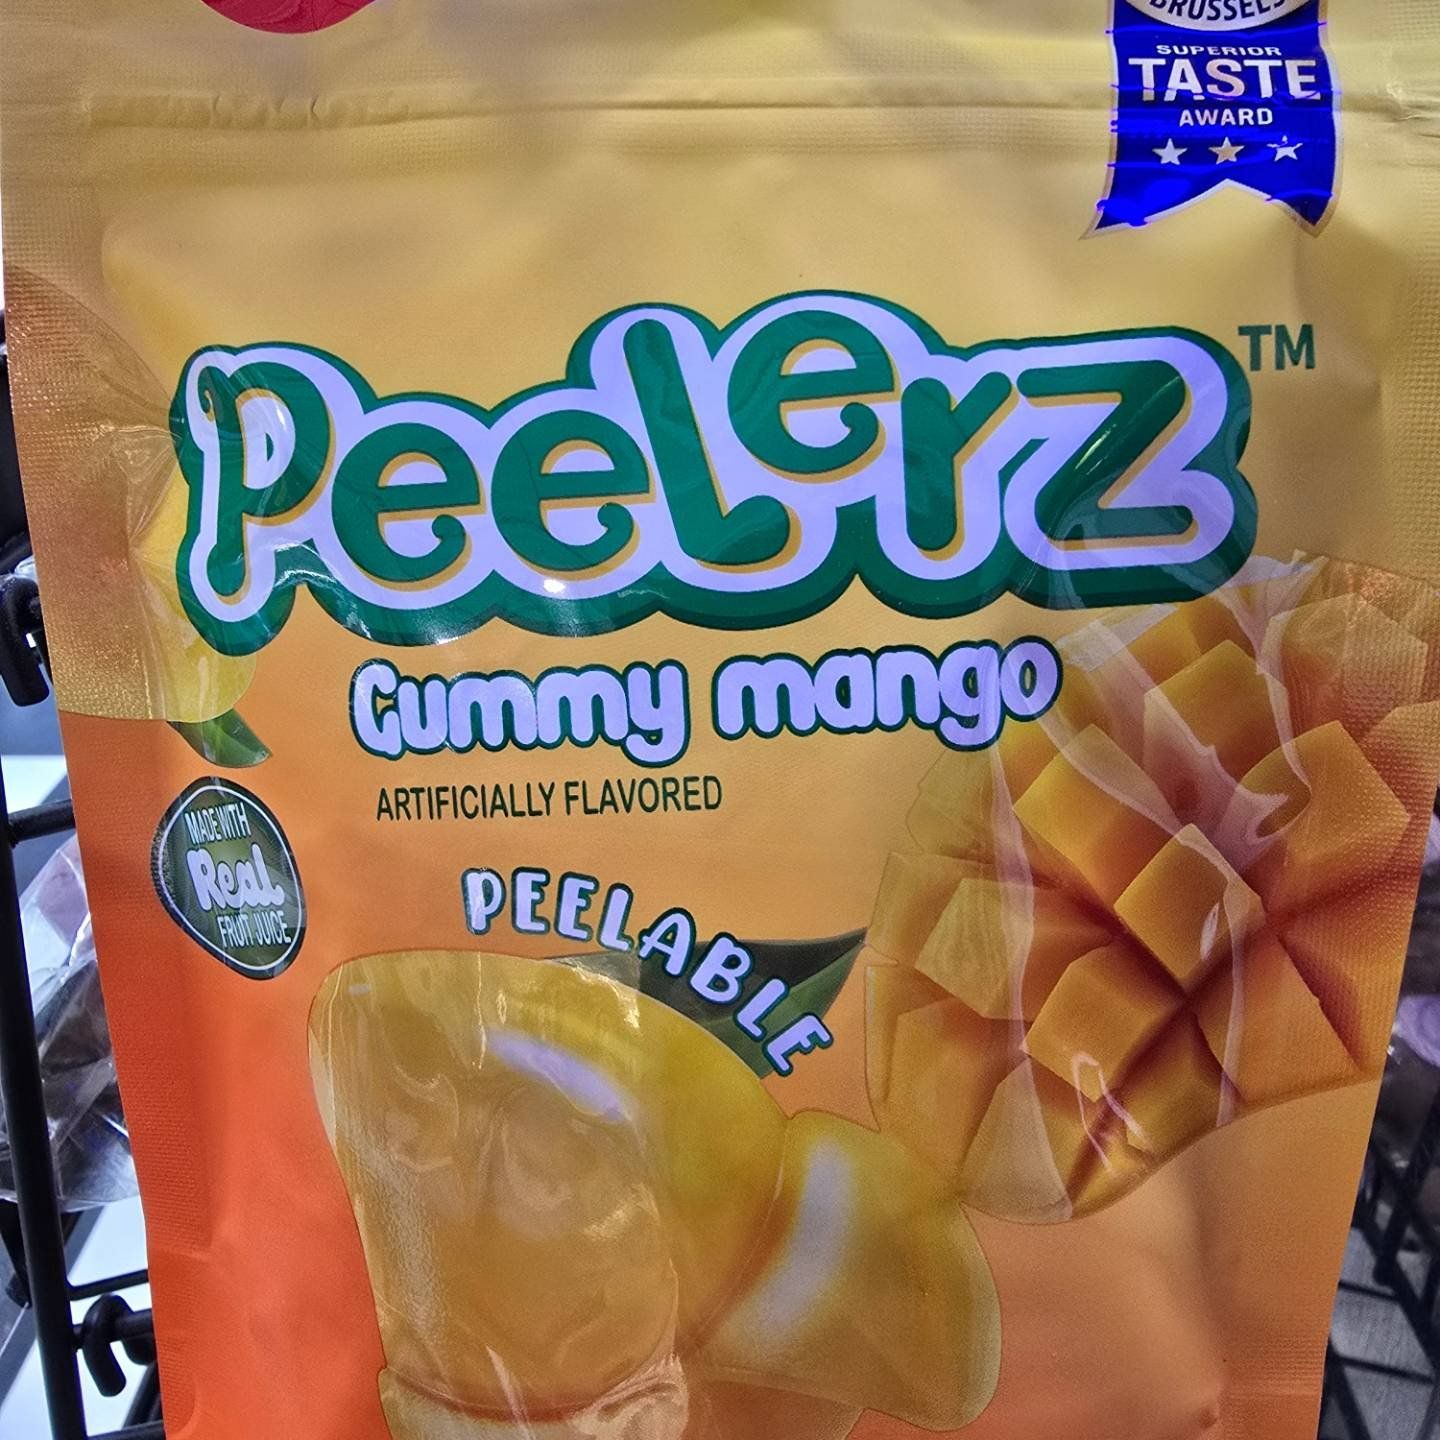 BRUSSELS
SUPERIOR
TASTE
AWARD
Peelerz™
Gummy mango
ARTIFICIALLY FLAVORED
MADE WITH
Real
FRUIT JUICE
PEELABLE